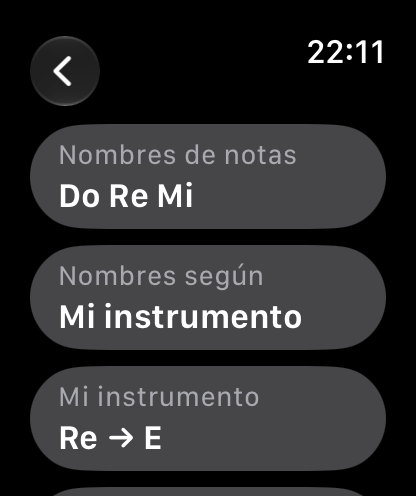 22:11
Nombres de notas
Do Re Mi
Nombres según
Mi instrumento
Mi instrumento
Re → E